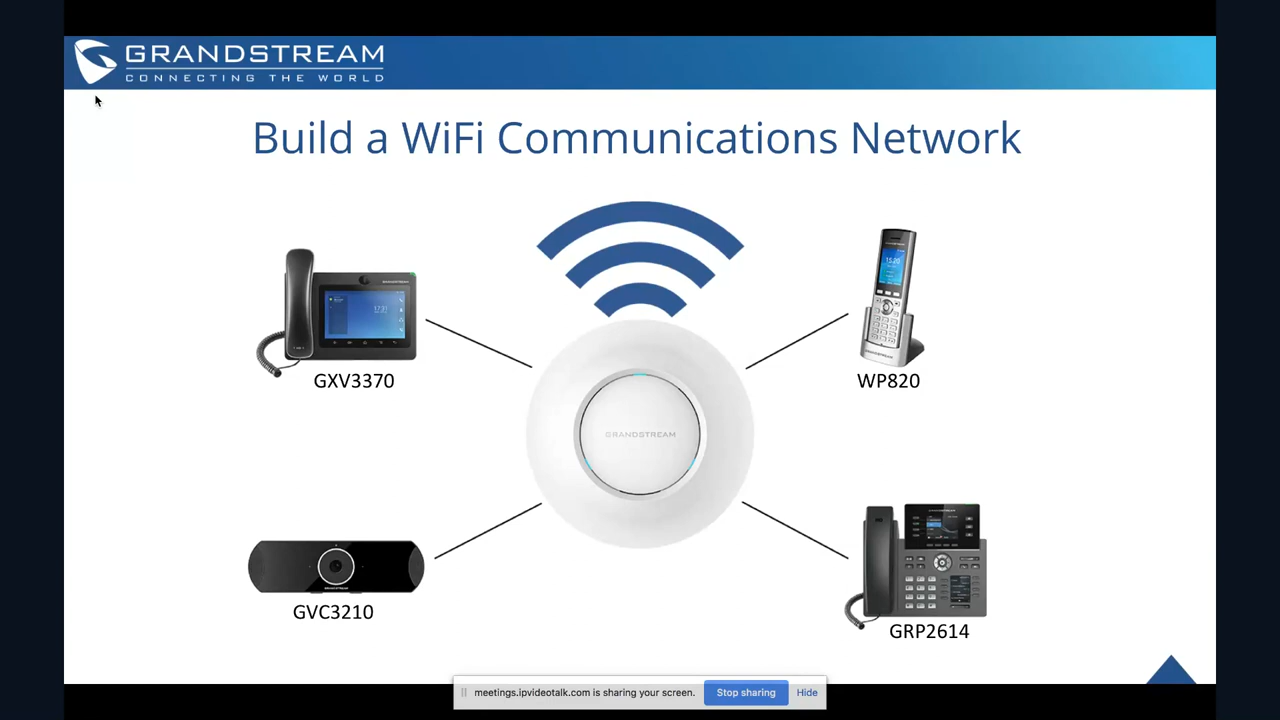 GRANDSTREAM
CONNECTING THE WORLD
Build a WiFi Communications Network
GXV3370
WP820
GRANDSTREAM
GVC3210
GRP2614
meetings.ipvideotalk.com is sharing your screen.
Stop sharing
Hide